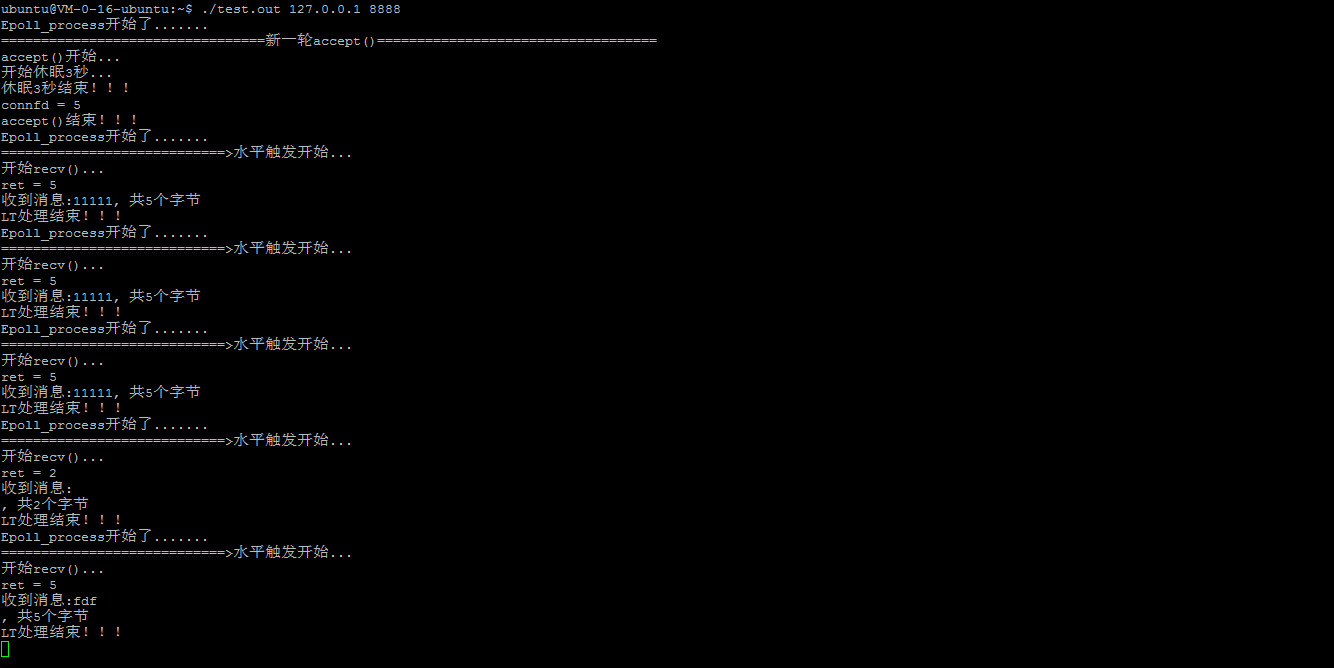 ubuntu@VM-0-16-ubuntu:~$ ./test.out 127.0.0.1 8888
Epoll_process开始了.......
=================================新一轮accept()===================================
accept()开始...
开始休眠3秒...
休眠3秒结束！！！
connfd = 5
accept()结束！！！
Epoll_process开始了.......
============================>水平触发开始...
开始recv()...
ret = 5
收到消息:11111, 共5个字节
LT处理结束！！！
Epoll_process开始了.......
============================>水平触发开始...
开始recv()...
ret = 5
收到消息:11111, 共5个字节
LT处理结束！！！
Epoll_process开始了.......
============================>水平触发开始...
开始recv()...
ret = 5
收到消息:11111, 共5个字节
LT处理结束！！！
Epoll_process开始了.......
============================>水平触发开始...
开始recv()...
ret = 2
收到消息:
, 共2个字节
LT处理结束！！！
Epoll_process开始了.......
============================>水平触发开始...
开始recv()...
ret = 5
收到消息:fdf
, 共5个字节
LT处理结束！！！